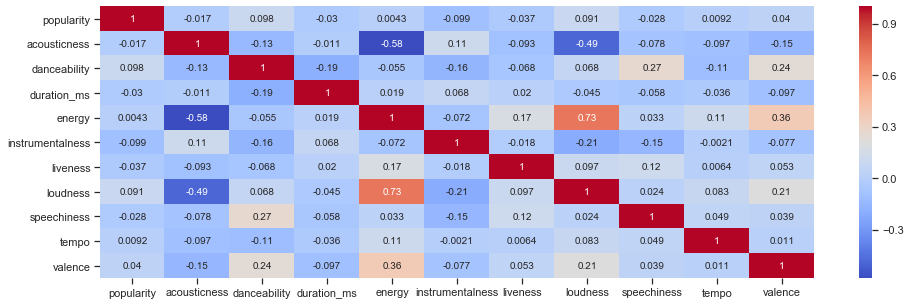 popularity 1 -0.017 0.098 -0.03 0.0043 -0.099 -0.037 0.091 -0.028 0.0092 0.04
acousticness -0.017 1 -0.13 -0.011 -0.58 0.11 -0.093 -0.49 -0.078 -0.097 -0.15
danceability 0.098 -0.13 1 -0.19 -0.055 -0.16 -0.068 0.068 0.27 -0.11 0.24
duration_ms -0.03 -0.011 -0.19 1 0.019 0.068 0.02 -0.045 -0.058 -0.036 -0.097
energy 0.0043 -0.58 -0.055 0.019 1 -0.072 0.17 0.73 0.033 0.11 0.36
instrumentalness -0.099 0.11 -0.16 0.068 -0.072 1 -0.018 -0.21 -0.15 -0.0021 -0.077
liveness -0.037 -0.093 -0.068 0.02 0.17 -0.018 1 0.097 0.12 0.0064 0.053
loudness 0.091 -0.49 0.068 -0.045 0.73 -0.21 0.097 1 0.024 0.083 0.21
speechiness -0.028 -0.078 0.27 -0.058 0.033 -0.15 0.12 0.024 1 0.049 0.039
tempo 0.0092 -0.097 -0.11 -0.036 0.11 -0.0021 0.0064 0.083 0.049 1 0.011
valence 0.04 -0.15 0.24 -0.097 0.36 -0.077 0.053 0.21 0.039 0.011 1
popularity acousticness danceability duration_ms energy instrumentalness liveness loudness speechiness tempo valence
0.9
0.6
0.3
0.0
-0.3